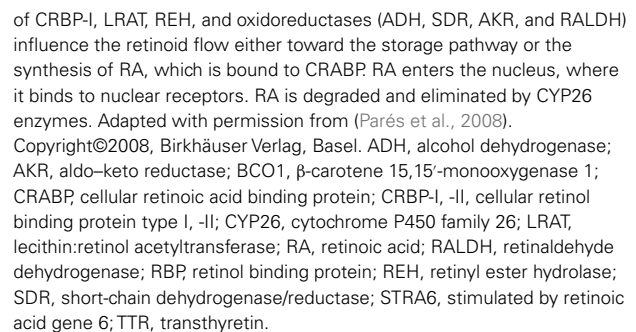 of CRBP-I, LRAT, REH, and oxidoreductases (ADH, SDR, AKR, and RALDH)
influence the retinoid flow either toward the storage pathway or the
synthesis of RA, which is bound to CRABP. RA enters the nucleus, where
it binds to nuclear receptors. RA is degraded and eliminated by CYP26
enzymes. Adapted with permission from (Parés et al., 2008).
Copyright©2008, Birkhäuser Verlag, Basel. ADH, alcohol dehydrogenase;
AKR, aldo–keto reductase; BCO1, β-carotene 15,15′-monooxygenase 1;
CRABP, cellular retinoic acid binding protein; CRBP-I, -II, cellular retinol
binding protein type I, -II; CYP26, cytochrome P450 family 26; LRAT,
lecithin:retinol acetyltransferase; RA, retinoic acid; RALDH, retinaldehyde
dehydrogenase; RBP, retinol binding protein; REH, retinyl ester hydrolase;
SDR, short-chain dehydrogenase/reductase; STRA6, stimulated by retinoic
acid gene 6; TTR, transthyretin.